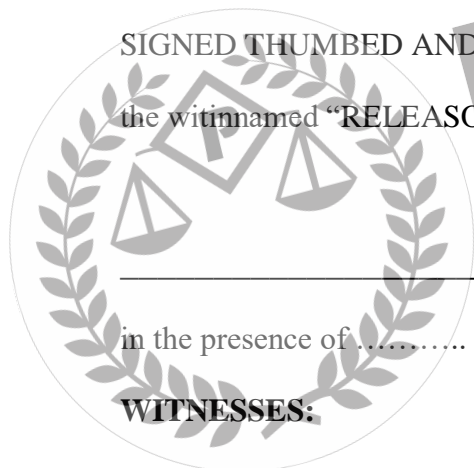 SIGNED THUMBED AND
the witinnamed “RELEASO
in the presence of ………..
WITNESSES: